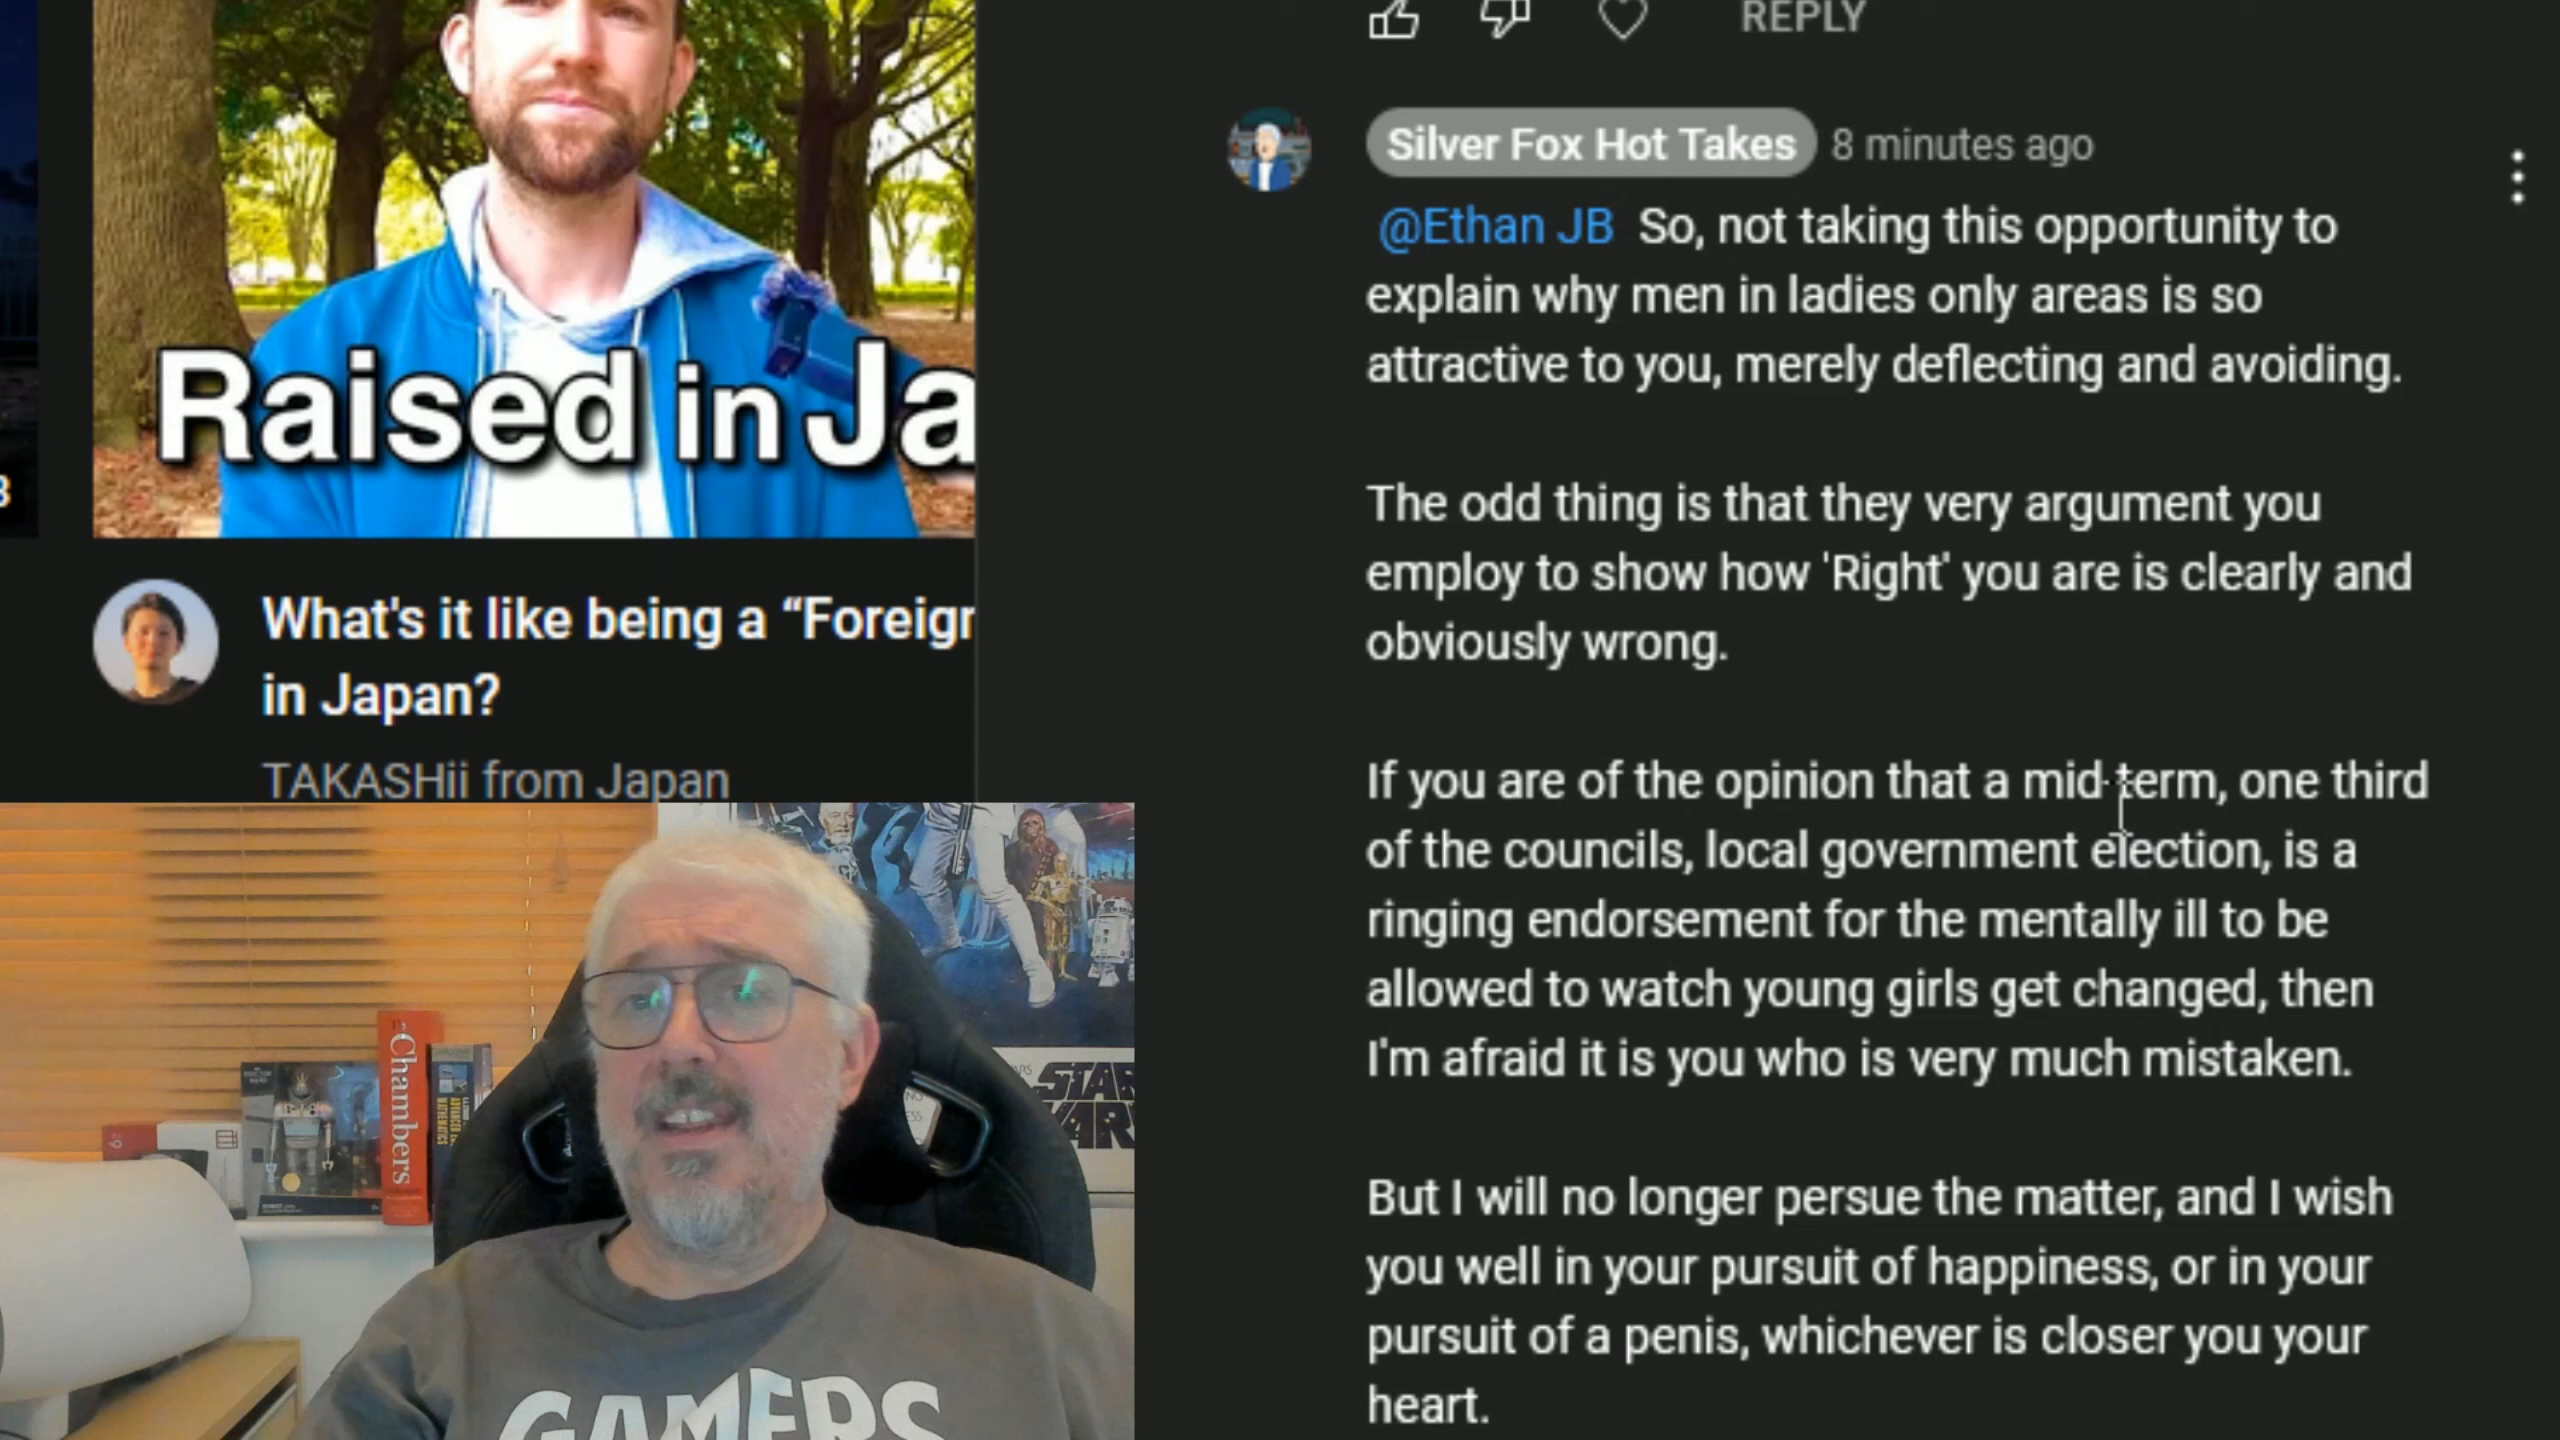 REPLY
Silver Fox Hot Takes 8 minutes ago
@Ethan JB So, not taking this opportunity to
explain why men in ladies only areas is so
attractive to you, merely deflecting and avoiding.
The odd thing is that they very argument you
employ to show how 'Right' you are is clearly and
obviously wrong.
If you are of the opinion that a mid-term, one third
of the councils, local government election, is a
ringing endorsement for the mentally ill to be
allowed to watch young girls get changed, then
I'm afraid it is you who is very much mistaken.
But I will no longer persue the matter, and I wish
you well in your pursuit of happiness, or in your
pursuit of a penis, whichever is closer you your
heart.
Raised in Ja
3
What's it like being a “Foreigr
in Japan?
TAKASHii from Japan
Chambers
MATHEMATICS
STAR
WAR
GAMERS